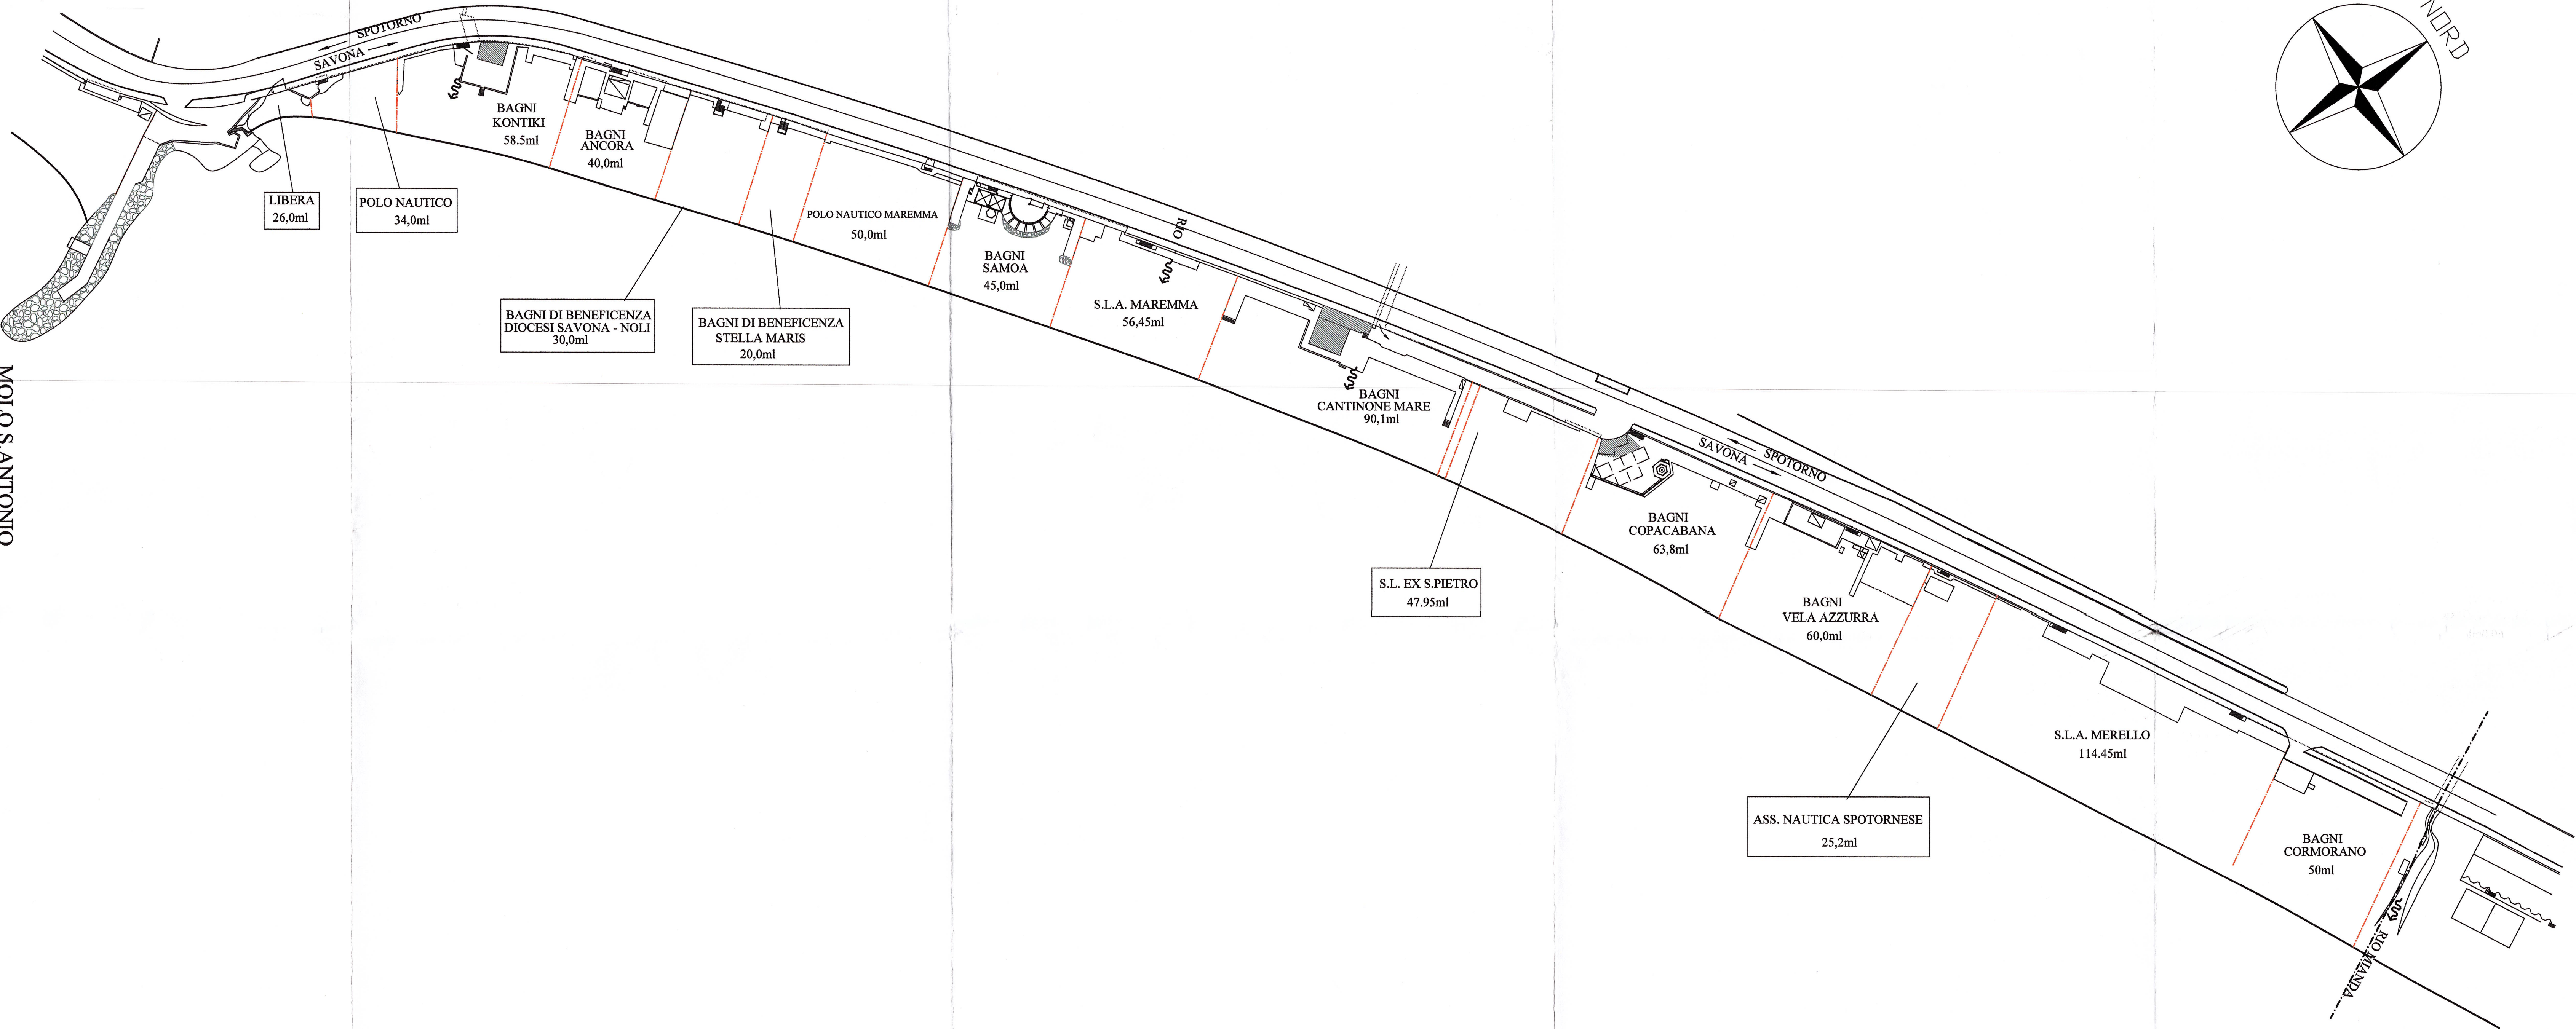 NORD
SPOTORNO
SAVONA
BAGNI
KONTIKI
58.5ml
BAGNI
ANCORA
40,0ml
LIBERA
26,0ml
POLO NAUTICO
34,0ml
POLO NAUTICO MAREMMA
50,0ml
BAGNI
SAMOA
45,0ml
RIO
S.L.A. MAREMMA
56,45ml
BAGNI DI BENEFICENZA
DIOCESI SAVONA - NOLI
30,0ml
BAGNI DI BENEFICENZA
STELLA MARIS
20,0ml
MOLO S.ANTONIO
BAGNI
CANTINONE MARE
90,1ml
SAVONA
SPOTORNO
BAGNI
COPACABANA
63,8ml
S.L. EX S.PIETRO
47.95ml
BAGNI
VELA AZZURRA
60,0ml
S.L.A. MERELLO
114.45ml
ASS. NAUTICA SPOTORNESE
25,2ml
BAGNI
CORMORANO
50ml
RIO MIANDA